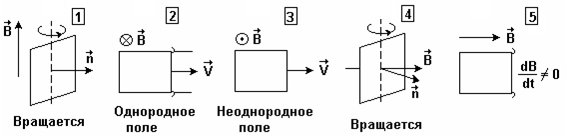 1 2 3 4 5
B⃗ n⃗ ⊗ B⃗ V⃗ ⊙ B⃗ V⃗ B⃗ n⃗ B⃗ dB/dt ≠ 0
Вращается
Однородное
поле
Неоднородное
поле
Вращается